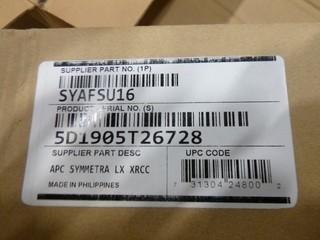 SUPPLIER PART NO. (1P)
SYAFSU16
PRODUCT SERIAL NO. (S)
5D1905T26728
SUPPLIER PART DESC
UPC CODE
APC SYMMETRA LX XRCC
MADE IN PHILIPPINES
7 31304 24800 2